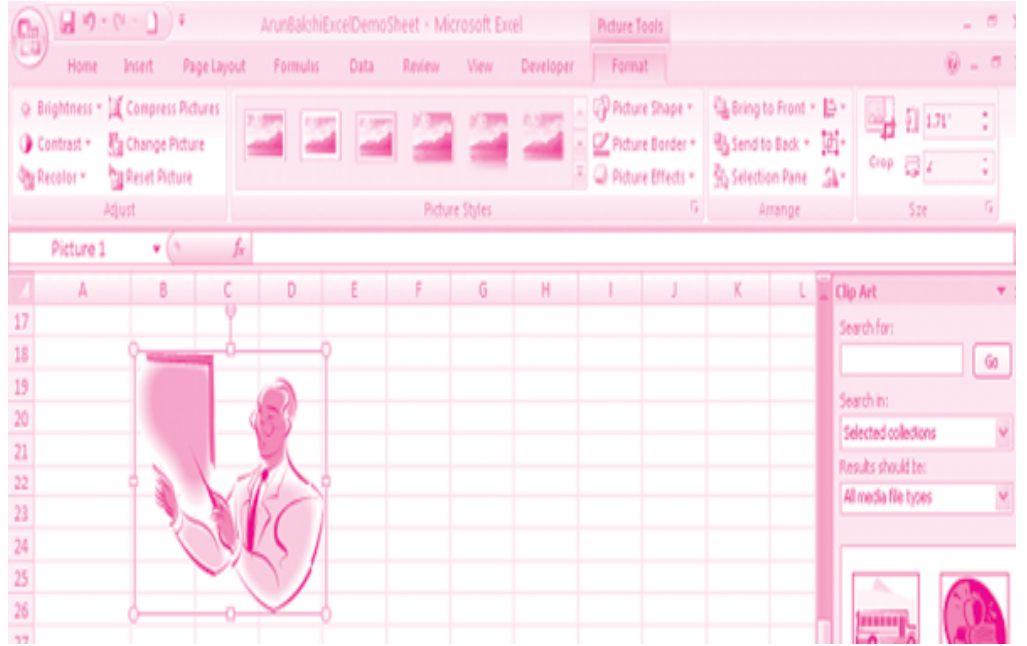 ArunBakshiExcelDemoSheet - Microsoft Excel Picture Tools
Home Insert Page Layout Formulas Data Review View Developer Format
Brightness Compress Pictures Picture Shape Bring to Front 1.71"
Contrast Change Picture Picture Border Send to Back
Recolor Reset Picture Picture Effects Selection Pane Crop
Adjust Picture Styles Arrange Size
Picture 1 fx
A B C D E F G H I J K L Clip Art
17
Search for:
18
Go
19
Search in:
20
Selected collections
21
Results should be:
22
All media file types
23
24
25
26
27